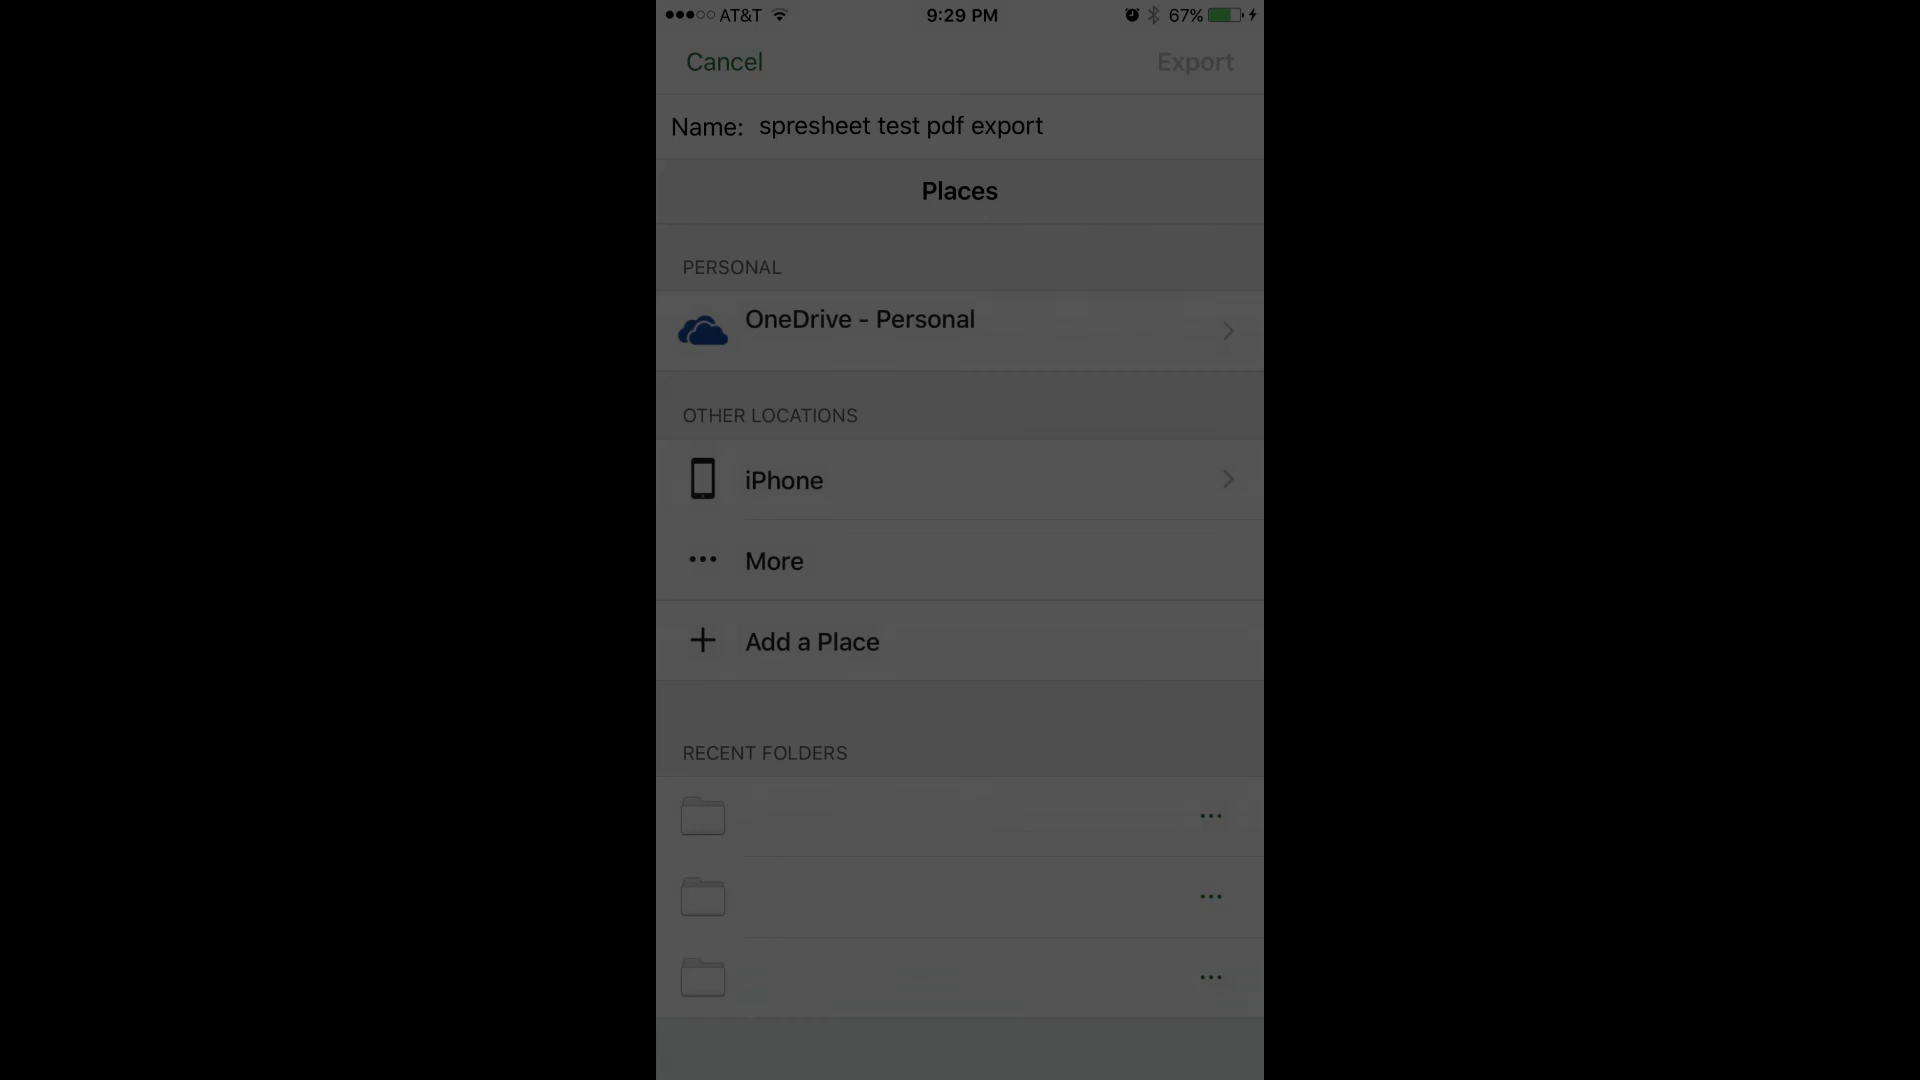 AT&T 9:29 PM 67%
Cancel Export
Name: spresheet test pdf export
Places
PERSONAL
OneDrive - Personal
OTHER LOCATIONS
iPhone
More
Add a Place
RECENT FOLDERS